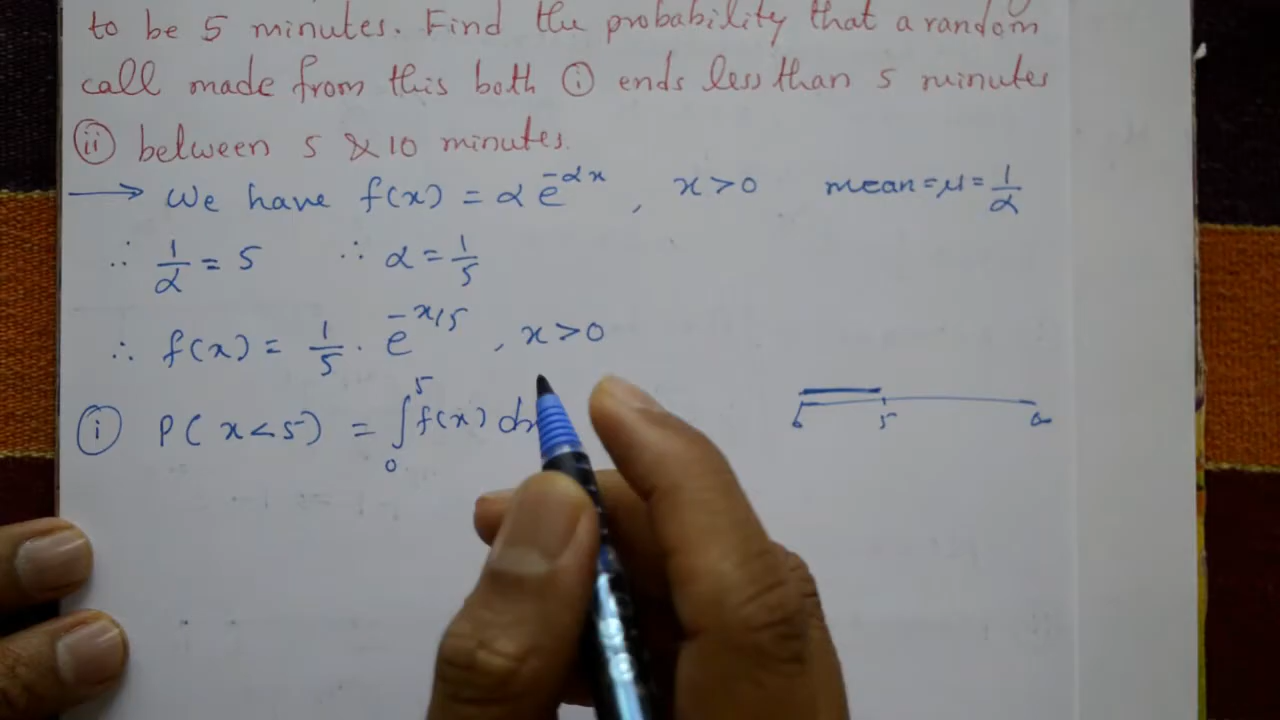 to be 5 minutes. Find the probability that a random
call made from this both ⓘ ends less than 5 minutes
ⓘⓘ between 5 & 10 minutes.
→ We have f(x) = α e^{-αx}, x > 0 mean = μ = 1/α
∴ 1/α = 5 ∴ α = 1/5
∴ f(x) = 1/5 . e^{-x/5}, x > 0
ⓘ P(x < 5) = ∫₀⁵ f(x) dx
0 5 ∞